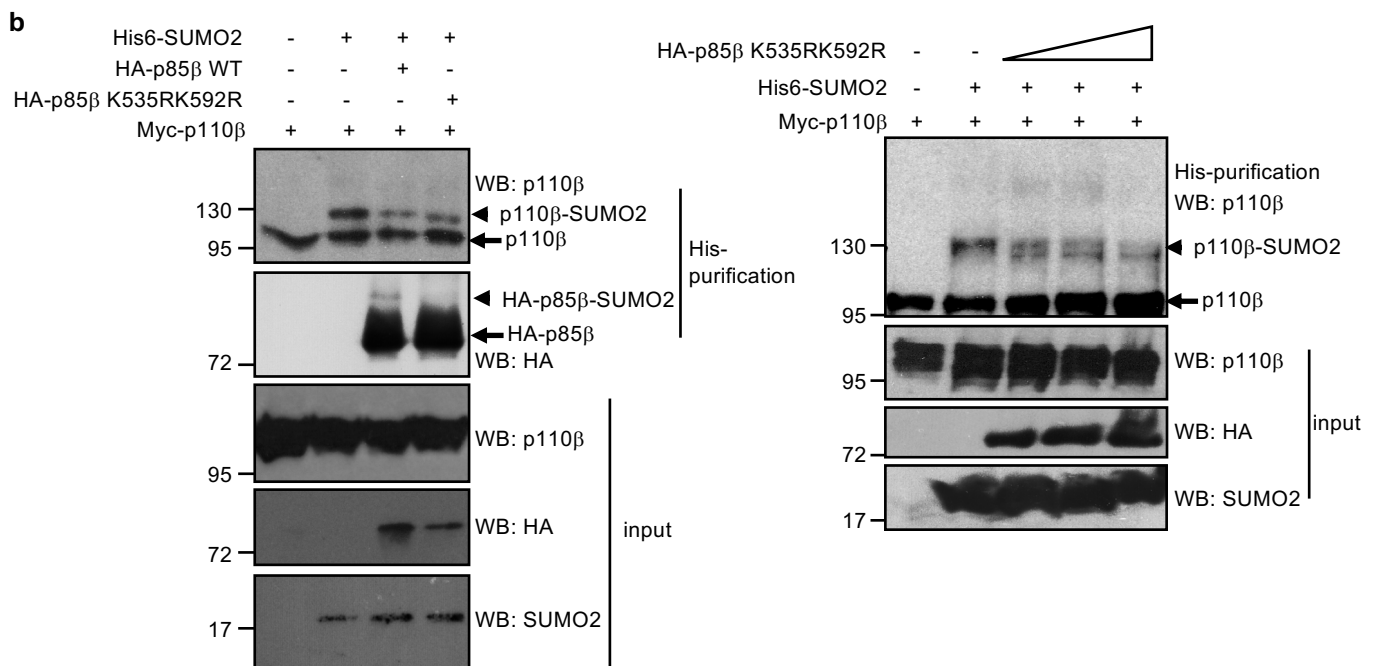 b
His6-SUMO2 - + + +
HA-p85β WT - - + -
HA-p85β K535RK592R - - - +
Myc-p110β + + + +
WB: p110β
130
p110β-SUMO2
p110β
95
His-
purification
HA-p85β-SUMO2
HA-p85β
72
WB: HA
WB: p110β
95
WB: HA
72
input
WB: SUMO2
17
HA-p85β K535RK592R - -
His6-SUMO2 - + + + +
Myc-p110β + + + + +
His-purification
WB: p110β
130
p110β-SUMO2
p110β
95
WB: p110β
95
WB: HA
72
input
WB: SUMO2
17